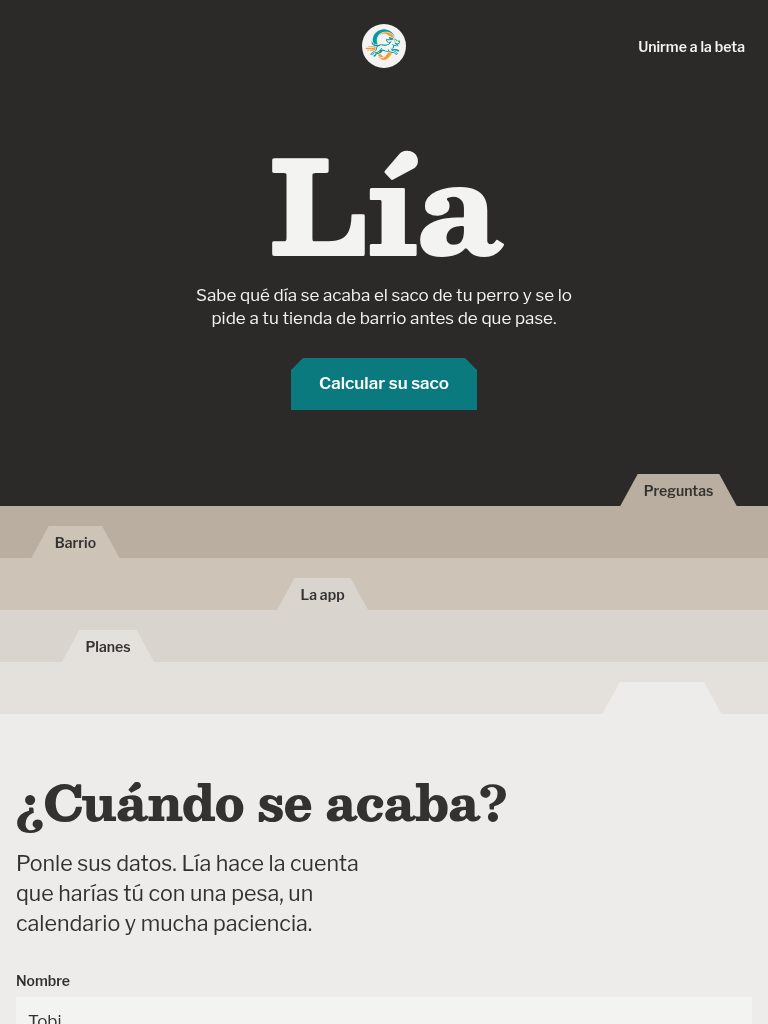 Unirme a la beta
Lía
Sabe qué día se acaba el saco de tu perro y se lo
pide a tu tienda de barrio antes de que pase.
Calcular su saco
Preguntas
Barrio
La app
Planes
¿Cuándo se acaba?
Ponle sus datos. Lía hace la cuenta
que harías tú con una pesa, un
calendario y mucha paciencia.
Nombre
Tobi